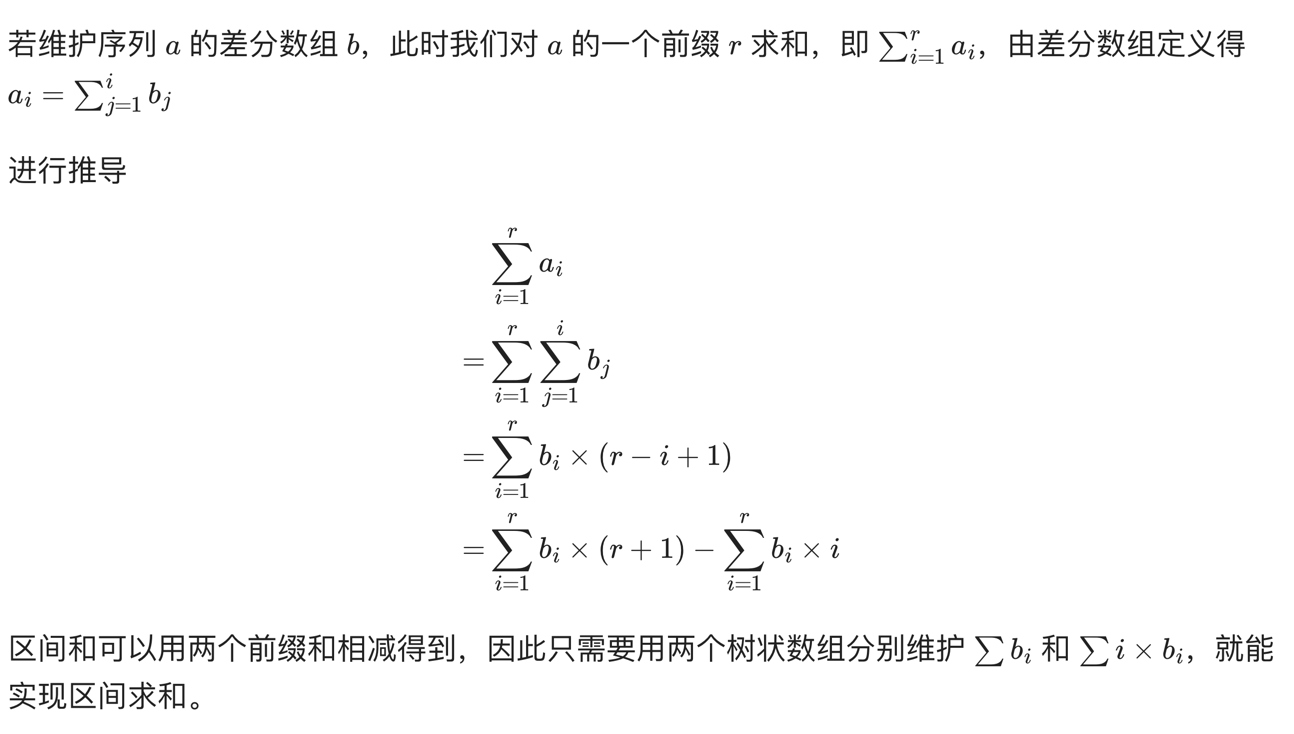 若维护序列 $a$ 的差分数组 $b$，此时我们对 $a$ 的一个前缀 $r$ 求和，即 $\sum_{i=1}^{r} a_i$，由差分数组定义得
$a_i = \sum_{j=1}^{i} b_j$
进行推导
$\sum_{i=1}^{r} a_i$
$= \sum_{i=1}^{r} \sum_{j=1}^{i} b_j$
$= \sum_{i=1}^{r} b_i \times (r - i + 1)$
$= \sum_{i=1}^{r} b_i \times (r + 1) - \sum_{i=1}^{r} b_i \times i$
区间和可以用两个前缀和相减得到，因此只需要用两个树状数组分别维护 $\sum b_i$ 和 $\sum i \times b_i$，就能
实现区间求和。